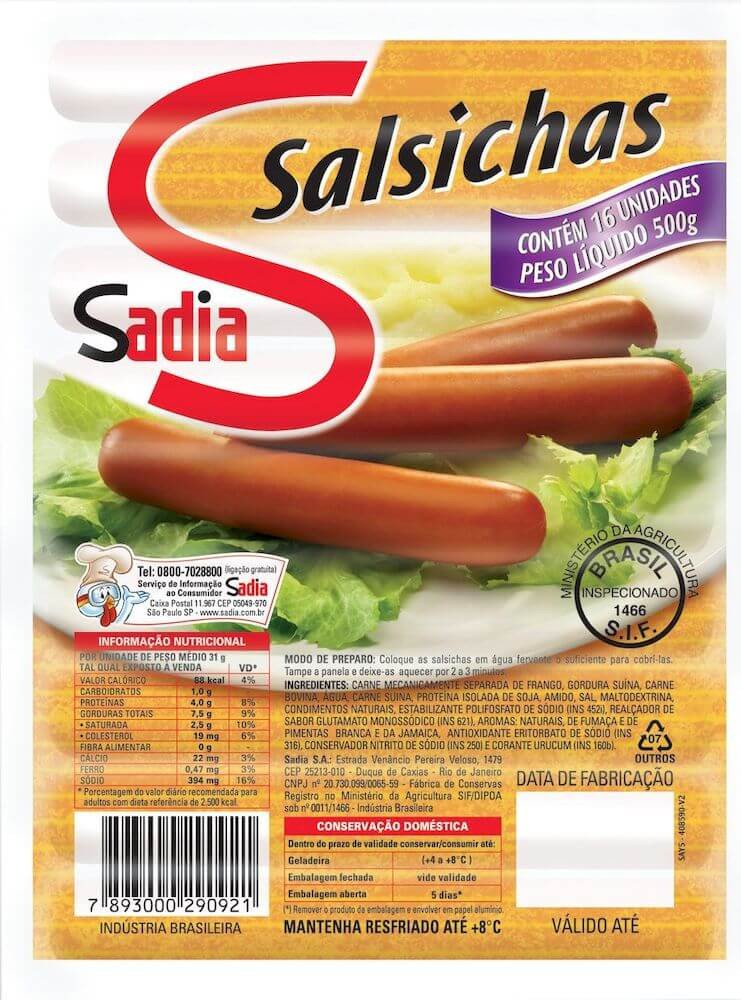 Salsichas
CONTÉM 16 UNIDADES
PESO LÍQUIDO 500g
Sadia
Tel: 0800-7028800 (ligação gratuita)
Serviço de Informação
ao Consumidor Sadia
Caixa Postal 11.967 CEP 05049-970
São Paulo SP - www.sadia.com.br
MINISTÉRIO DA AGRICULTURA
BRASIL
INSPECIONADO
1466
S.I.F.
INFORMAÇÃO NUTRICIONAL
POR UNIDADE DE PESO MÉDIO 31 g
TAL QUAL EXPOSTO À VENDA VD*
VALOR CALÓRICO 88 kcal 4%
CARBOIDRATOS 1,0 g
PROTEÍNAS 4,0 g 8%
GORDURAS TOTAIS 7,5 g 9%
• SATURADA 2,5 g 10%
• COLESTEROL 19 mg 6%
FIBRA ALIMENTAR 0 g
CÁLCIO 22 mg 3%
FERRO 0,47 mg 3%
SÓDIO 394 mg 16%
* Porcentagem do valor diário recomendada para
adultos com dieta referência de 2.500 kcal.
MODO DE PREPARO: Coloque as salsichas em água fervente o suficiente para cobri-las.
Tampe a panela e deixe-as aquecer por 2 a 3 minutos.
INGREDIENTES: CARNE MECANICAMENTE SEPARADA DE FRANGO, GORDURA SUÍNA, CARNE
BOVINA, ÁGUA, CARNE SUÍNA, PROTEÍNA ISOLADA DE SOJA, AMIDO, SAL, MALTODEXTRINA,
CONDIMENTOS NATURAIS, ESTABILIZANTE POLIFOSFATO DE SÓDIO (INS 452i), REALÇADOR DE
SABOR GLUTAMATO MONOSSÓDICO (INS 621), AROMAS: NATURAIS, DE FUMAÇA E DE
PIMENTAS BRANCA E DA JAMAICA, ANTIOXIDANTE ERITORBATO DE SÓDIO (INS
316), CONSERVADOR NITRITO DE SÓDIO (INS 250) E CORANTE URUCUM (INS 160b).
07
OUTROS
Sadia S.A.: Estrada Venâncio Pereira Veloso, 1479
CEP 25213-010 - Duque de Caxias - Rio de Janeiro
CNPJ nº 20.730.099/0065-59 - Fábrica de Conservas
Registro no Ministério da Agricultura SIF/DIPOA
sob nº 0011/1466 - Indústria Brasileira
DATA DE FABRICAÇÃO
SAYS - 408390-V2
VÁLIDO ATÉ
CONSERVAÇÃO DOMÉSTICA
Dentro do prazo de validade conservar/consumir até:
Geladeira (+4 a +8°C)
Embalagem fechada vide validade
Embalagem aberta 5 dias*
(*) Remover o produto da embalagem e envolver em papel alumínio.
MANTENHA RESFRIADO ATÉ +8°C
7 893000 290921
INDÚSTRIA BRASILEIRA